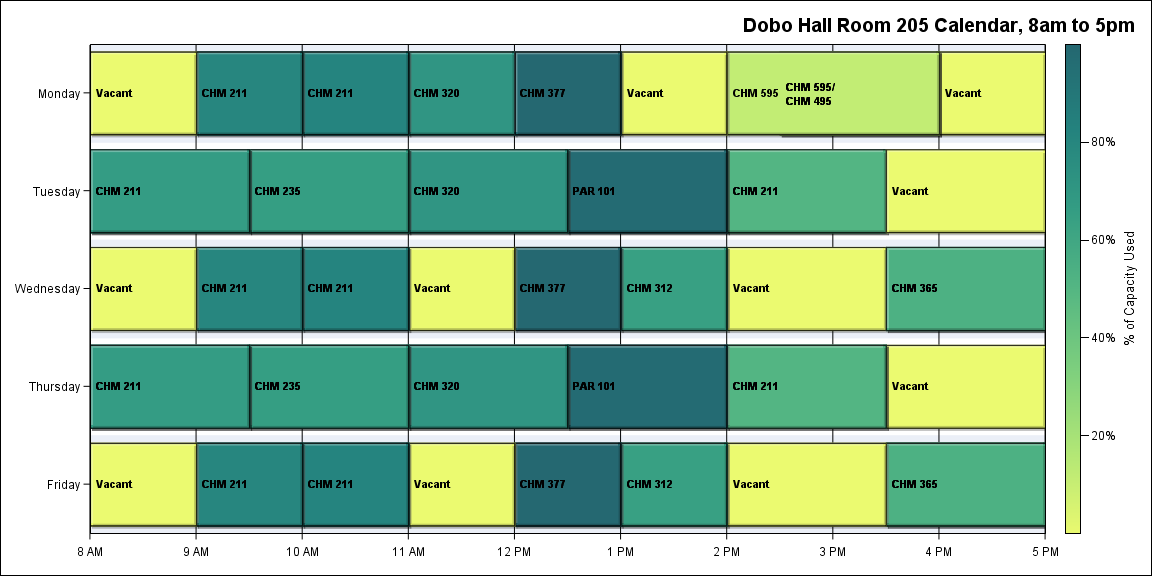 Dobo Hall Room 205 Calendar, 8am to 5pm
Monday
Vacant
CHM 211
CHM 211
CHM 320
CHM 377
Vacant
CHM 595
CHM 595/
CHM 495
Vacant
Tuesday
CHM 211
CHM 235
CHM 320
PAR 101
CHM 211
Vacant
Wednesday
Vacant
CHM 211
CHM 211
Vacant
CHM 377
CHM 312
Vacant
CHM 365
Thursday
CHM 211
CHM 235
CHM 320
PAR 101
CHM 211
Vacant
Friday
Vacant
CHM 211
CHM 211
Vacant
CHM 377
CHM 312
Vacant
CHM 365
8 AM
9 AM
10 AM
11 AM
12 PM
1 PM
2 PM
3 PM
4 PM
5 PM
80%
60%
40%
20%
% of Capacity Used